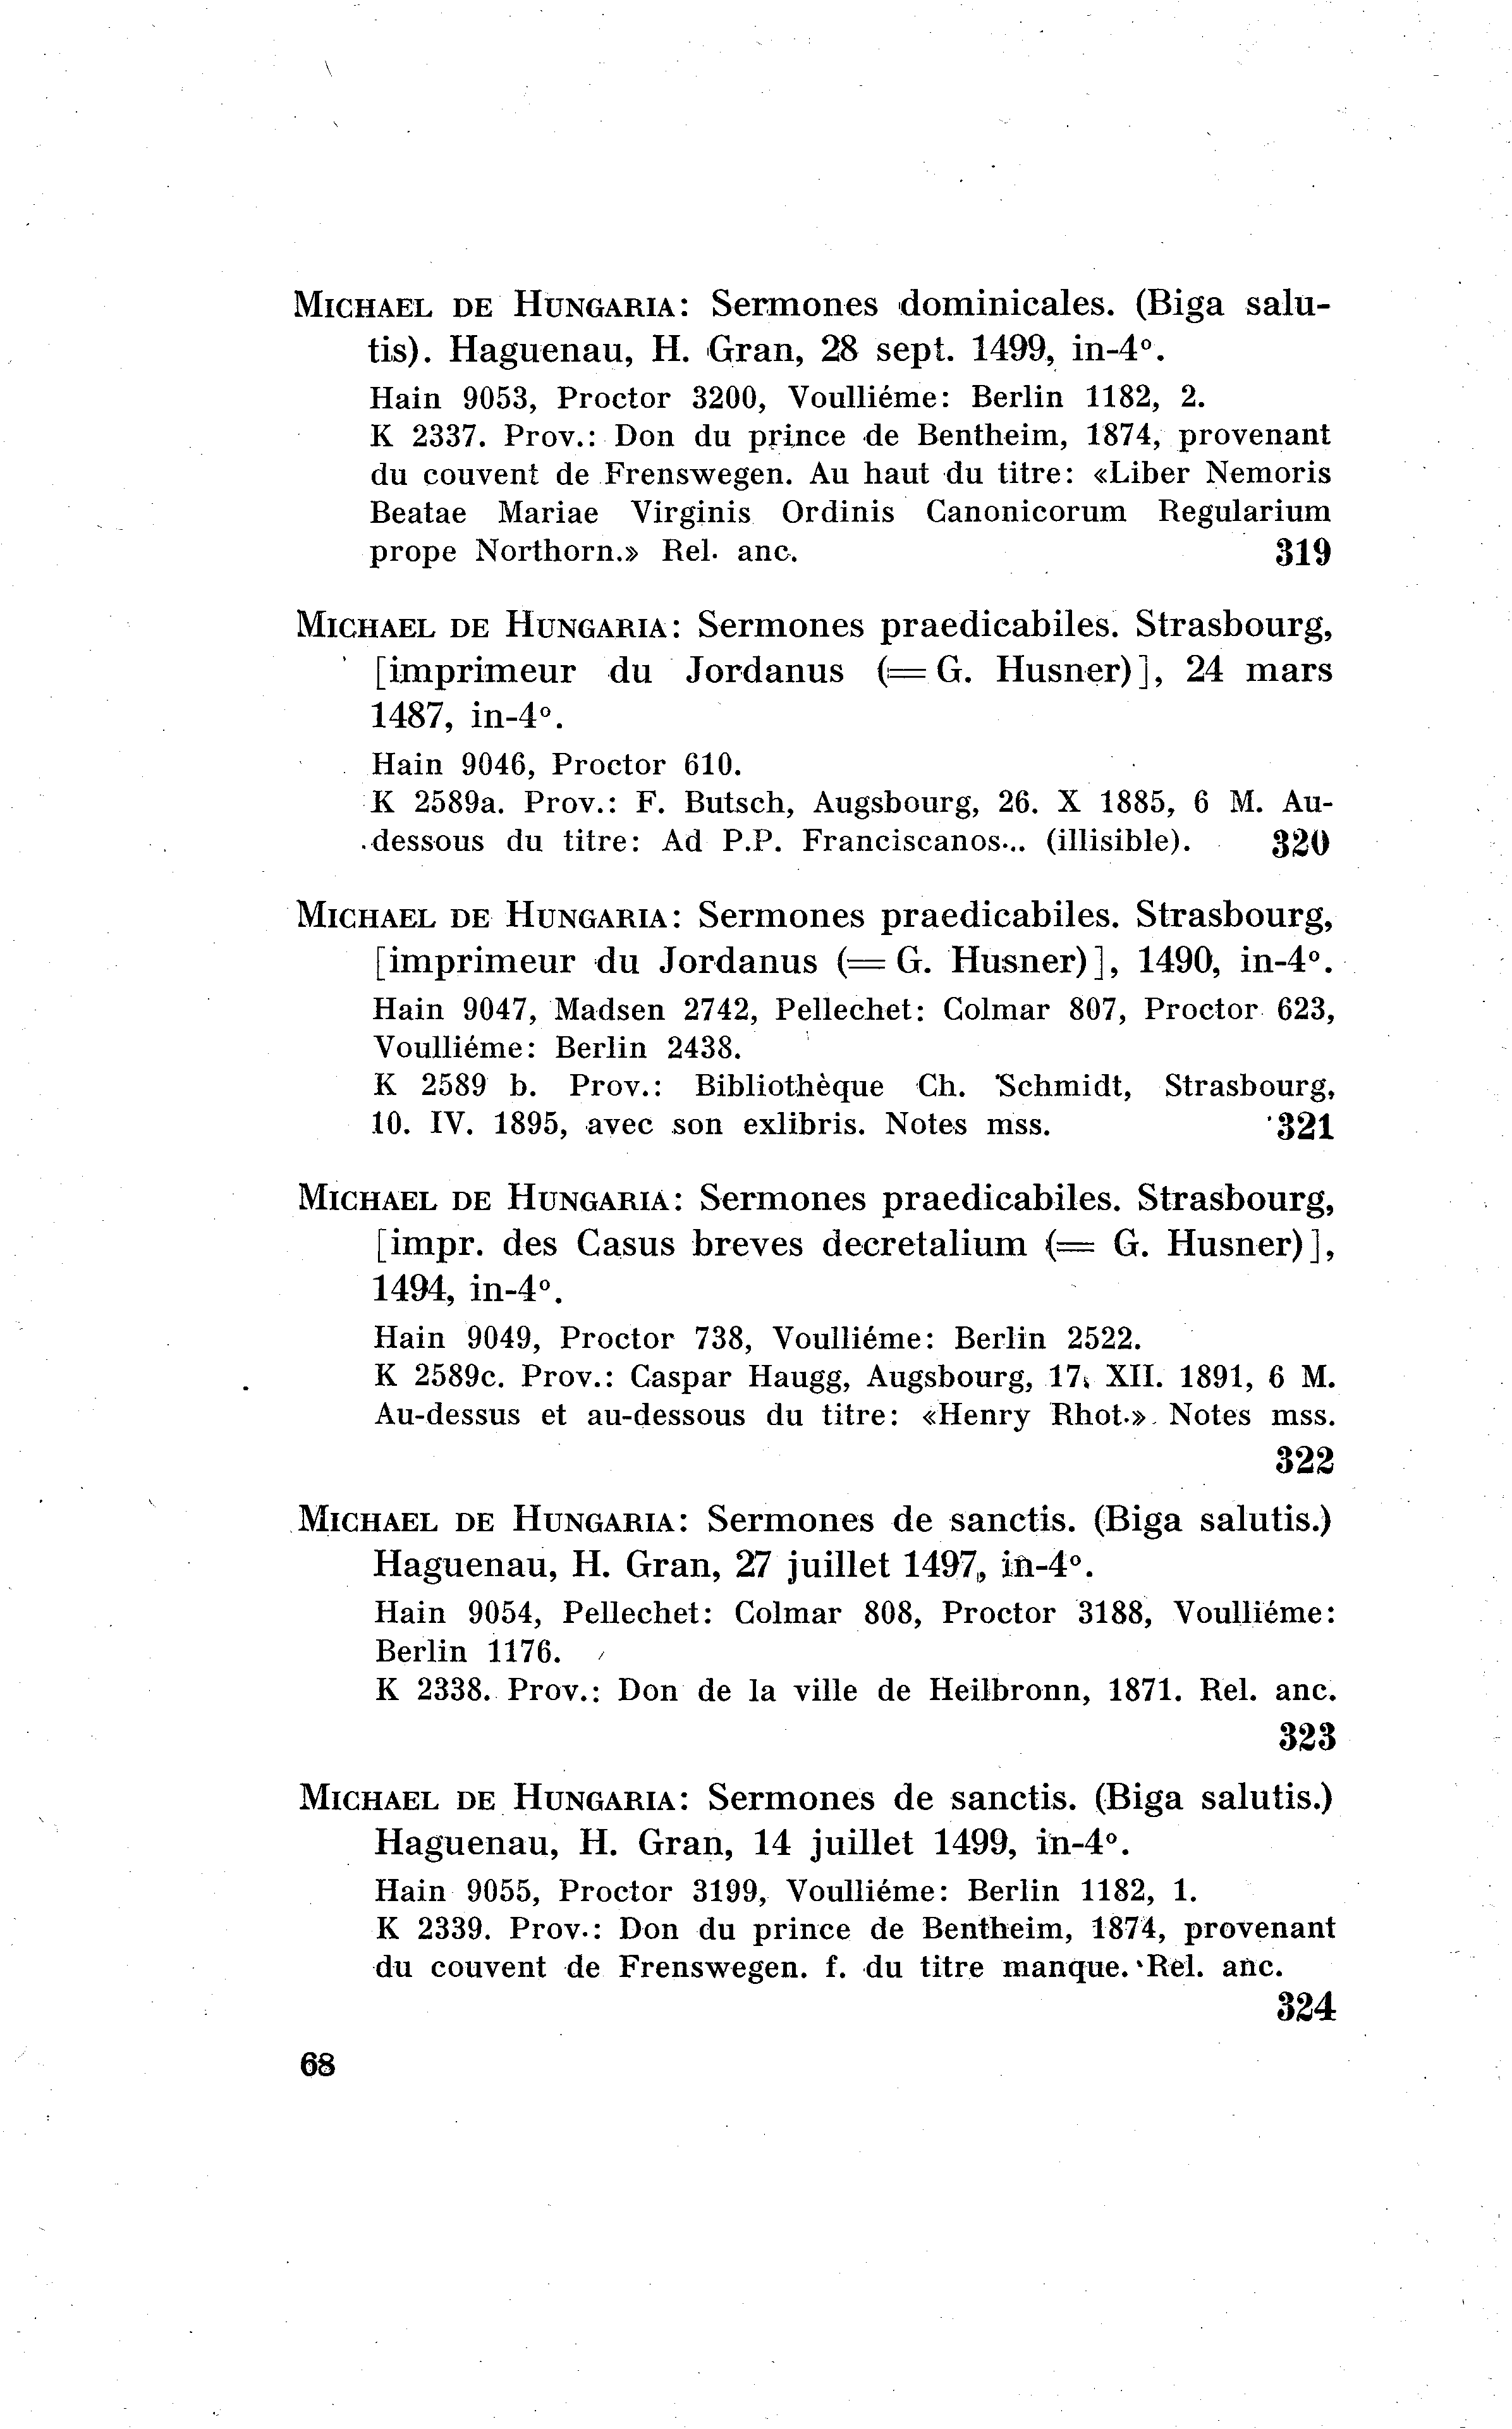 MICHAEL DE HUNGARIA: Sermones dominicales. (Biga salu-
tis). Haguenau, H. Gran, 28 sept. 1499, in-4º.
Hain 9053, Proctor 3200, Voulliéme: Berlin 1182, 2.
K 2337. Prov.: Don du prince de Bentheim, 1874, provenant
du couvent de Frenswegen. Au haut du titre: «Liber Nemoris
Beatae Mariae Virginis Ordinis Canonicorum Regularium
prope Northorn.» Rel. anc. 319
MICHAEL DE HUNGARIA: Sermones praedicabiles. Strasbourg,
[imprimeur du Jordanus (= G. Husner)], 24 mars
1487, in-4º.
Hain 9046, Proctor 610.
K 2589a. Prov.: F. Butsch, Augsbourg, 26. X 1885, 6 M. Au-
dessous du titre: Ad P.P. Franciscanos... (illisible). 320
MICHAEL DE HUNGARIA: Sermones praedicabiles. Strasbourg,
[imprimeur du Jordanus (= G. Husner)], 1490, in-4º.
Hain 9047, Madsen 2742, Pellechet: Colmar 807, Proctor 623,
Voulliéme: Berlin 2438.
K 2589 b. Prov.: Bibliothèque Ch. Schmidt, Strasbourg,
10. IV. 1895, avec son exlibris. Notes mss. 321
MICHAEL DE HUNGARIA: Sermones praedicabiles. Strasbourg,
[impr. des Casus breves decretalium (= G. Husner)],
1494, in-4º.
Hain 9049, Proctor 738, Voulliéme: Berlin 2522.
K 2589c. Prov.: Caspar Haugg, Augsbourg, 17. XII. 1891, 6 M.
Au-dessus et au-dessous du titre: «Henry Rhot.» Notes mss.
322
MICHAEL DE HUNGARIA: Sermones de sanctis. (Biga salutis.)
Haguenau, H. Gran, 27 juillet 1497, in-4º.
Hain 9054, Pellechet: Colmar 808, Proctor 3188, Voulliéme:
Berlin 1176.
K 2338. Prov.: Don de la ville de Heilbronn, 1871. Rel. anc.
323
MICHAEL DE HUNGARIA: Sermones de sanctis. (Biga salutis.)
Haguenau, H. Gran, 14 juillet 1499, in-4º.
Hain 9055, Proctor 3199, Voulliéme: Berlin 1182, 1.
K 2339. Prov.: Don du prince de Bentheim, 1874, provenant
du couvent de Frenswegen. f. du titre manque. Rel. anc.
324
68